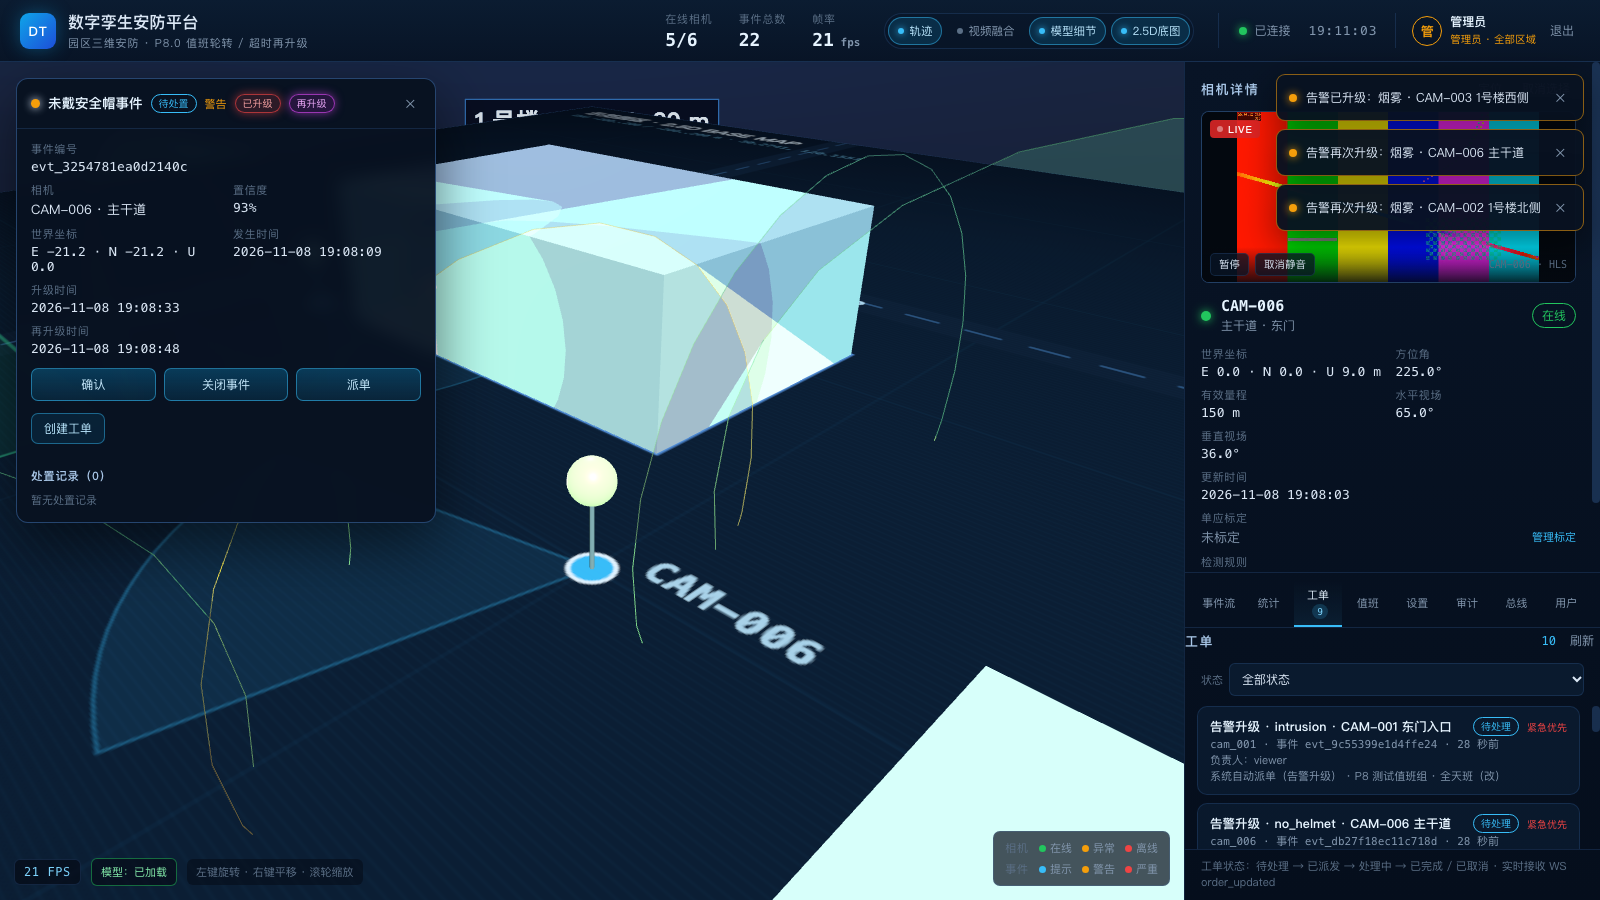 DT
数字孪生安防平台
园区三维安防 · P8.0 值班轮转 / 超时再升级
在线相机
5/6
事件总数
22
帧率
21 fps
轨迹
视频融合
模型细节
2.5D底图
已连接
19:11:03
管
管理员
管理员 · 全部区域
退出
未戴安全帽事件
待处置
警告
已升级
再升级
×
事件编号
evt_3254781ea0d2140c
相机
CAM-006 · 主干道
置信度
93%
世界坐标
E -21.2 · N -21.2 · U 0.0
发生时间
2026-11-08 19:08:09
升级时间
2026-11-08 19:08:33
再升级时间
2026-11-08 19:08:48
确认
关闭事件
派单
创建工单
处置记录 (0)
暂无处置记录
CAM-006
21 FPS
模型: 已加载
左键旋转 · 右键平移 · 滚轮缩放
相机
在线
异常
离线
事件
提示
警告
严重
相机详情
告警已升级: 烟雾 · CAM-003 1号楼西侧
×
告警再次升级: 烟雾 · CAM-006 主干道
×
告警再次升级: 烟雾 · CAM-002 1号楼北侧
×
LIVE
暂停
取消静音
HLS
CAM-006
主干道 · 东门
在线
世界坐标
E 0.0 · N 0.0 · U 9.0 m
方位角
225.0°
有效量程
150 m
水平视场
65.0°
垂直视场
36.0°
更新时间
2026-11-08 19:08:03
单应标定
未标定
管理标定
检测规则
事件流
统计
工单
9
值班
设置
审计
总线
用户
工单
10
刷新
状态
全部状态
告警升级 · intrusion · CAM-001 东门入口
待处理
紧急优先
cam_001 · 事件 evt_9c55399e1d4ffe24 · 28 秒前
负责人: viewer
系统自动派单 (告警升级) · P8 测试值班组 · 全天班 (改)
告警升级 · no_helmet · CAM-006 主干道
待处理
紧急优先
cam_006 · 事件 evt_db27f18ec11c718d · 28 秒前
工单状态: 待处理 → 已派发 → 处理中 → 已完成 / 已取消 · 实时接收 WS
order_updated